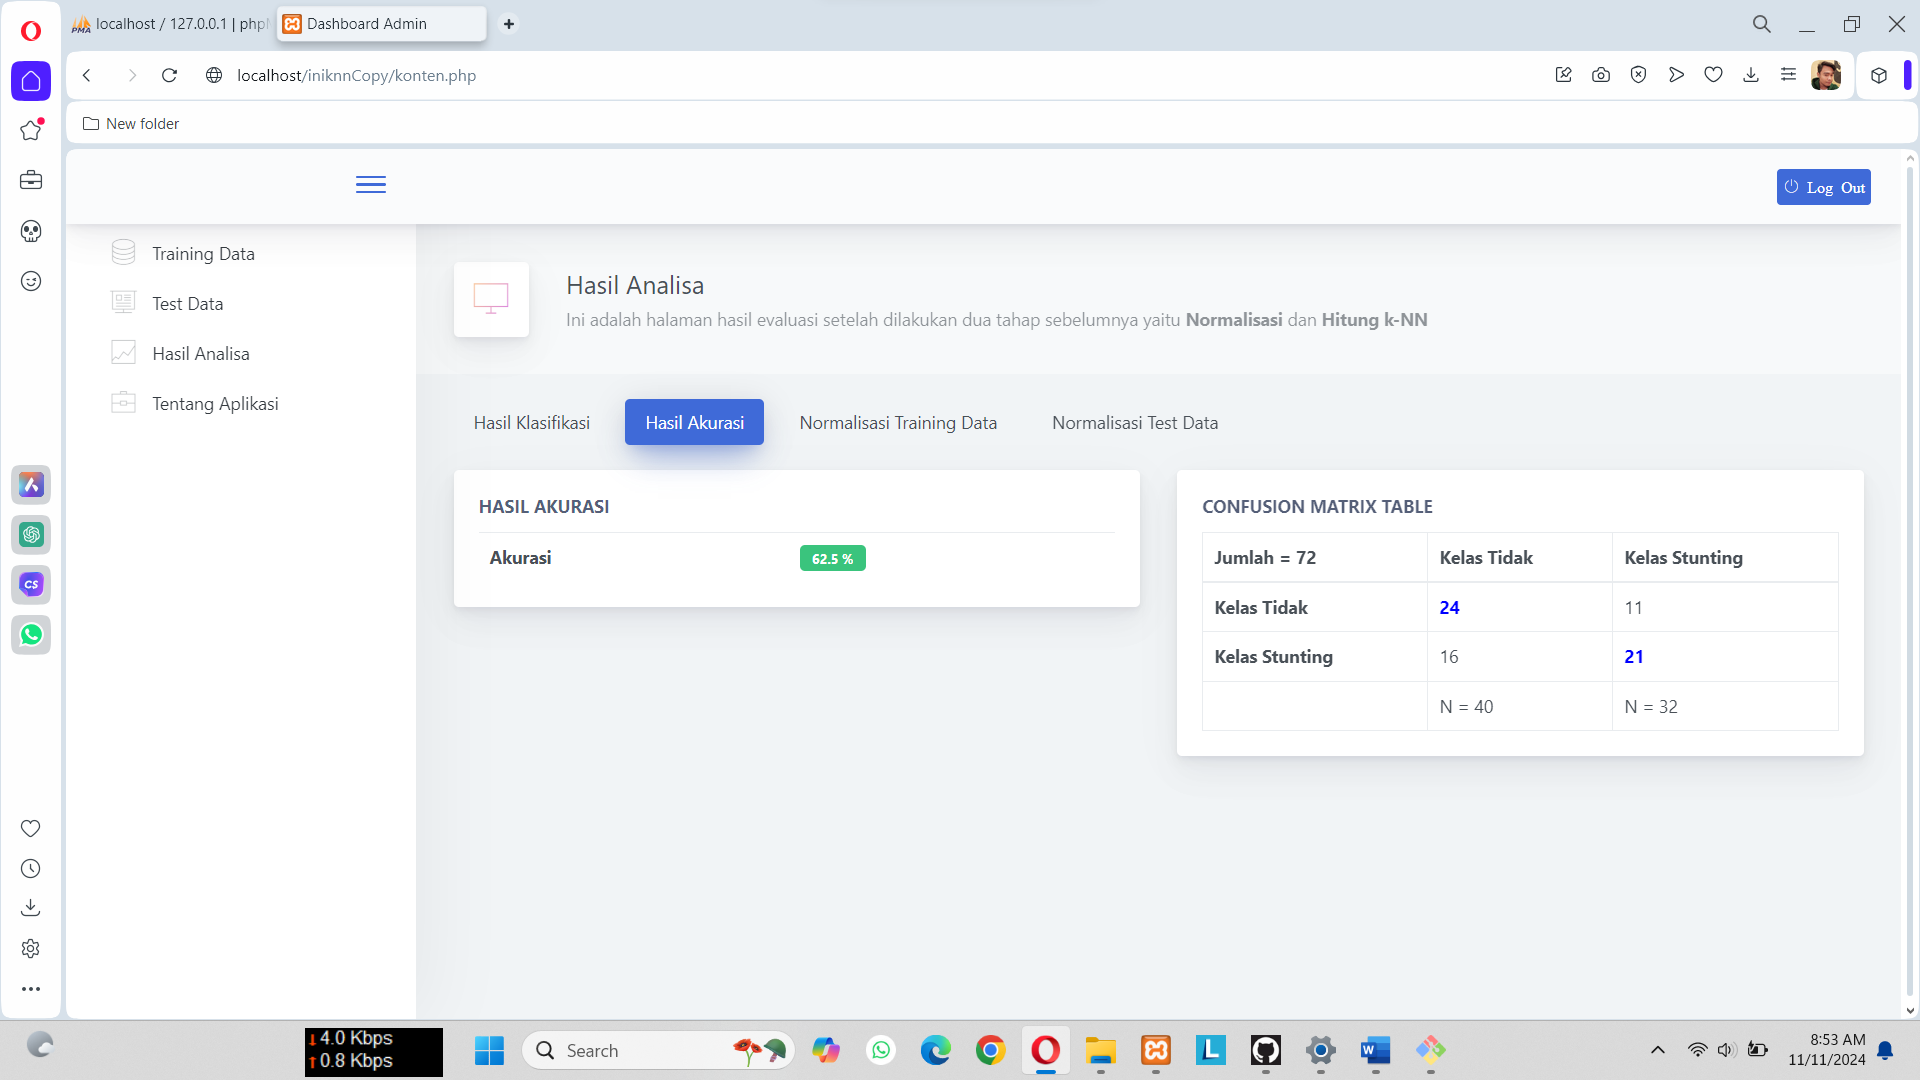 localhost / 127.0.0.1 | php
Dashboard Admin
localhost/iniknnCopy/konten.php
New folder
Log Out
Training Data
Test Data
Hasil Analisa
Tentang Aplikasi
Hasil Analisa
Ini adalah halaman hasil evaluasi setelah dilakukan dua tahap sebelumnya yaitu Normalisasi dan Hitung k-NN
Hasil Klasifikasi
Hasil Akurasi
Normalisasi Training Data
Normalisasi Test Data
HASIL AKURASI
Akurasi 62.5 %
CONFUSION MATRIX TABLE
Jumlah = 72 Kelas Tidak Kelas Stunting
Kelas Tidak 24 11
Kelas Stunting 16 21
N = 40 N = 32
CS
4.0 Kbps
0.8 Kbps
Search
8:53 AM
11/11/2024